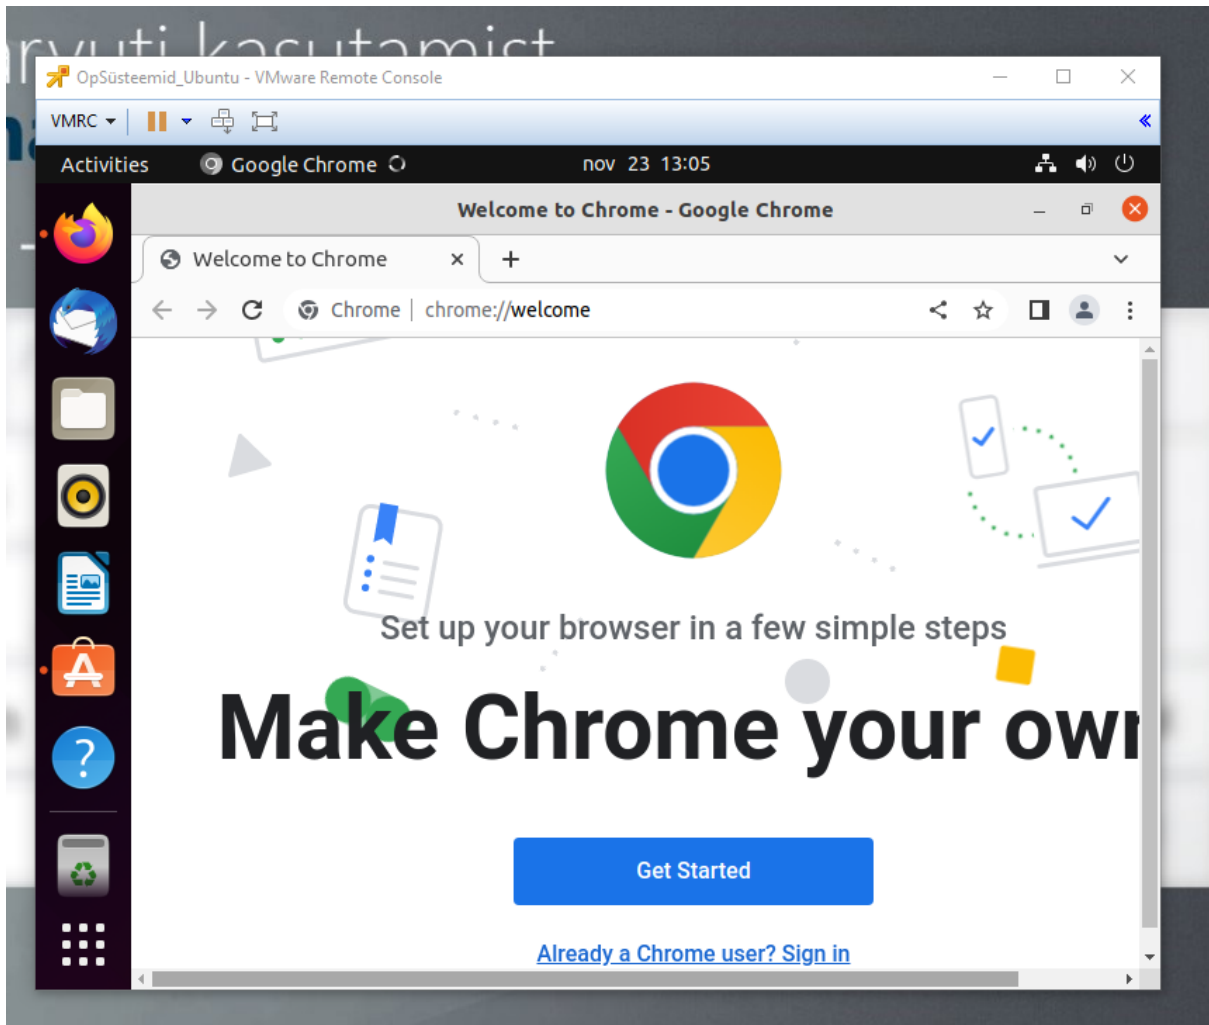 arvuti kasutamist
OpSüsteemid_Ubuntu - VMware Remote Console
VMRC
Activities
Google Chrome
nov 23 13:05
Welcome to Chrome - Google Chrome
Welcome to Chrome
Chrome
chrome://welcome
Set up your browser in a few simple steps
Make Chrome your own
Get Started
Already a Chrome user? Sign in